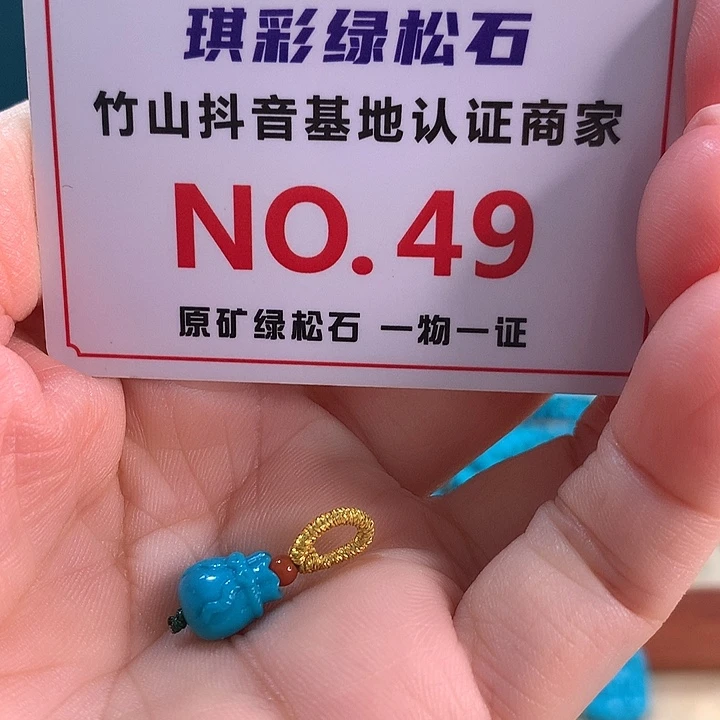 琪彩绿松石
竹山抖音基地认证商家
NO.49
原矿绿松石 一物一证